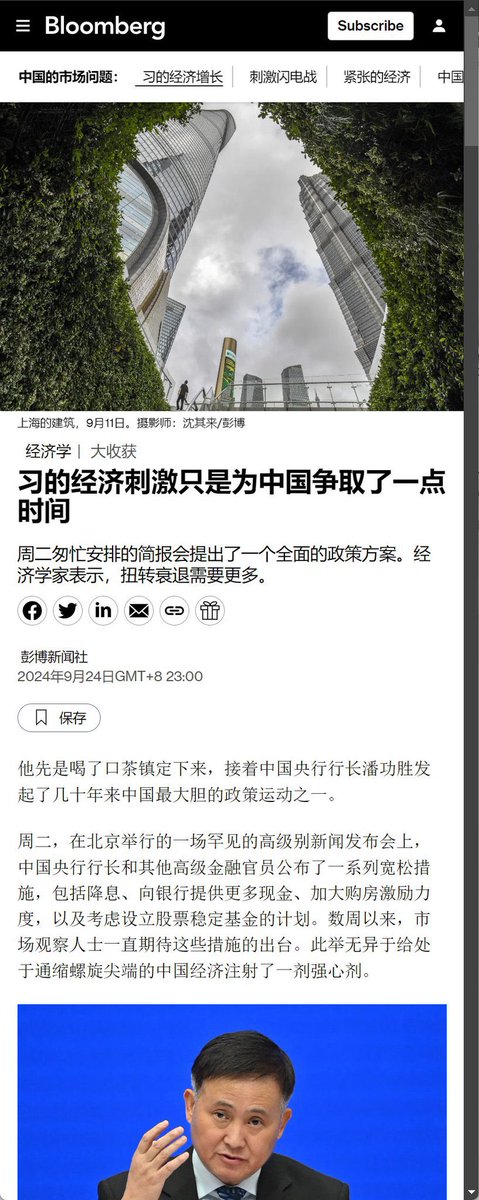 Bloomberg
Subscribe
中国的市场问题：
习的经济增长
刺激闪电战
紧张的经济
中国
上海的建筑，9月11日。摄影师：沈其来/彭博
经济学 | 大收获
习的经济刺激只是为中国争取了一点
时间
周二匆忙安排的简报会提出了一个全面的政策方案。经
济学家表示，扭转衰退需要更多。
彭博新闻社
2024年9月24日GMT+8 23:00
保存
他先是喝了口茶镇定下来，接着中国央行行长潘功胜发
起了几十年来中国最大胆的政策运动之一。
周二，在北京举行的一场罕见的高级别新闻发布会上，
中国央行行长和其他高级金融官员公布了一系列宽松措
施，包括降息、向银行提供更多现金、加大购房激励力
度，以及考虑设立股票稳定基金的计划。数周以来，市
场观察人士一直期待这些措施的出台。此举无异于给处
于通缩螺旋尖端的中国经济注射了一剂强心剂。